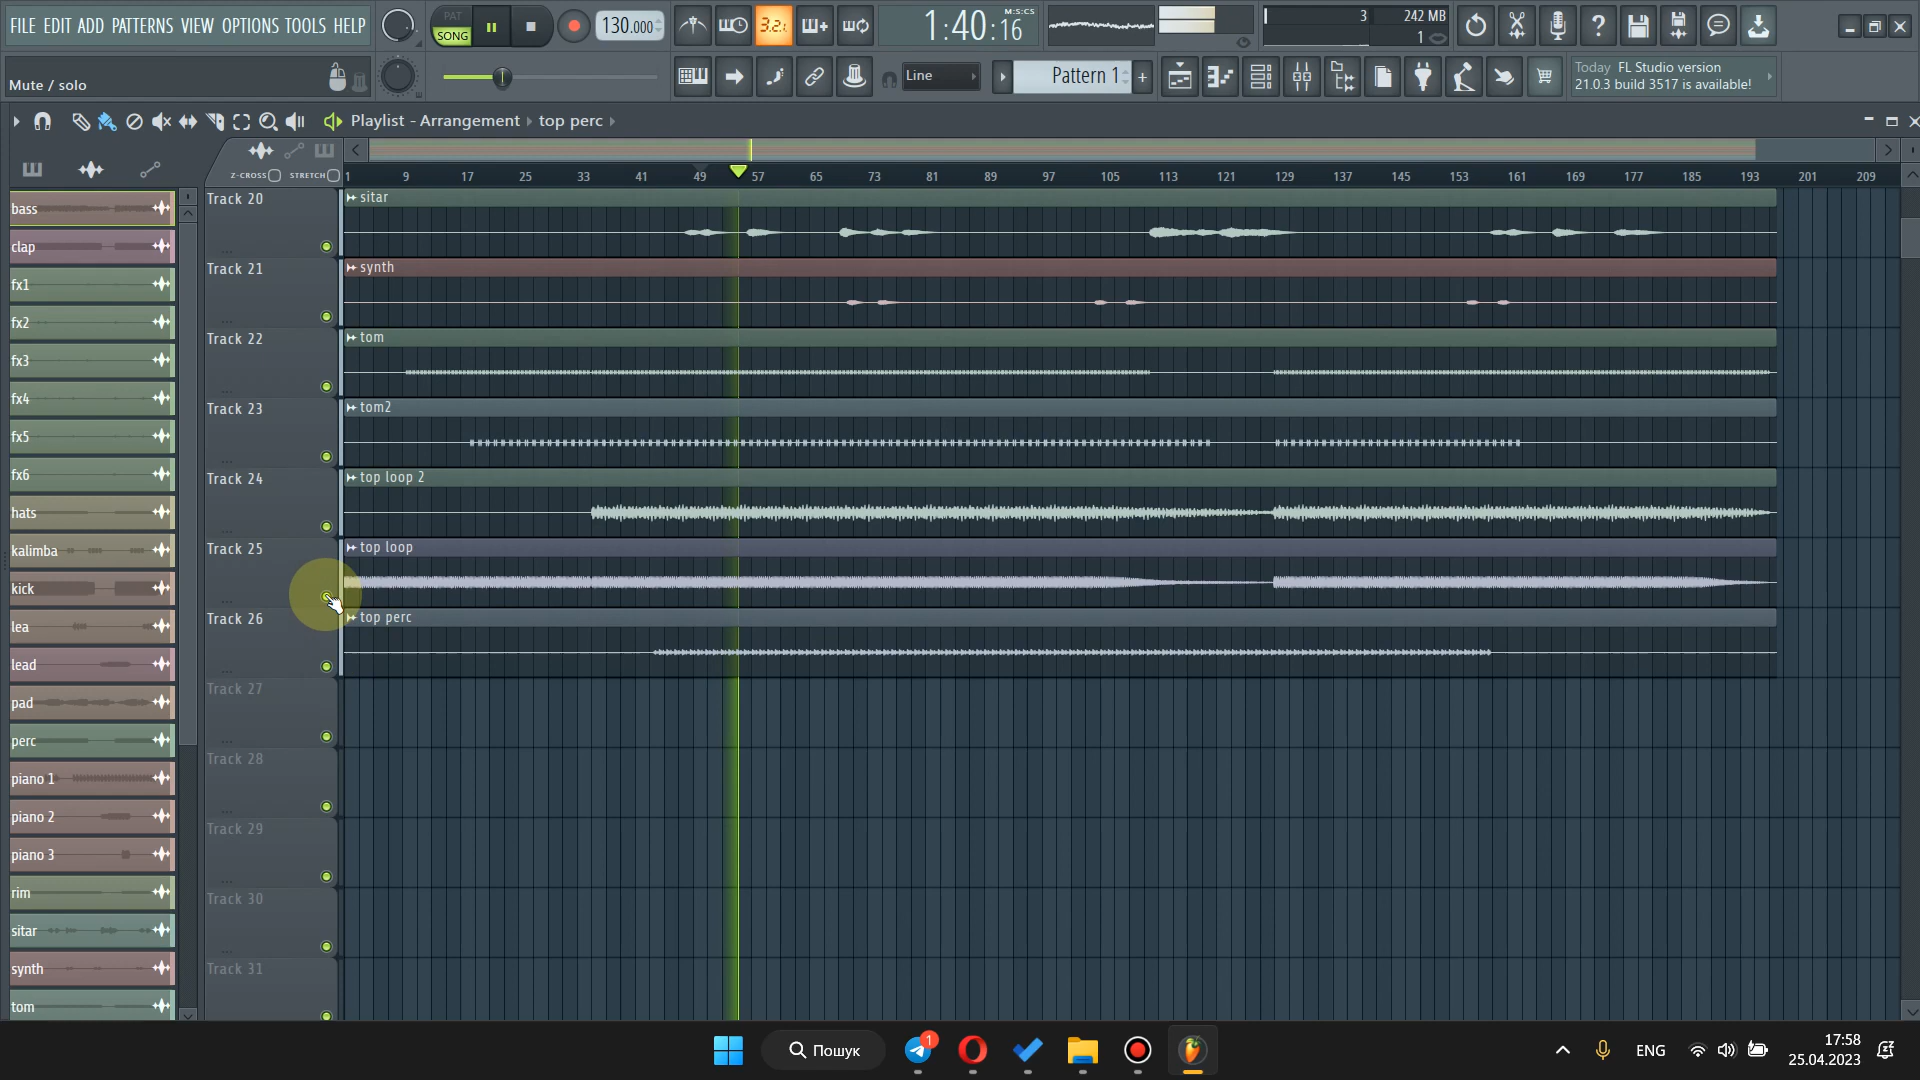 FILE EDIT ADD PATTERNS VIEW OPTIONS TOOLS HELP
PAT
SONG
130.000
3.2.
1:40:16
M:S:CS
3
242 MB
1
Mute / solo
Line
Pattern 1
Today FL Studio version
21.0.3 build 3517 is available!
Playlist - Arrangement top perc
Z-CROSS STRETCH
1 9 17 25 33 41 49 57 65 73 81 89 97 105 113 121 129 137 145 153 161 169 177 185 193 201 209
bass
clap
fx1
fx2
fx3
fx4
fx5
fx6
hats
kalimba
kick
lea
lead
pad
perc
piano 1
piano 2
piano 3
rim
sitar
synth
tom
Track 20
sitar
Track 21
synth
Track 22
tom
Track 23
tom2
Track 24
top loop 2
Track 25
top loop
Track 26
top perc
Track 27
Track 28
Track 29
Track 30
Track 31
Пошук
1
ENG
17:58
25.04.2023